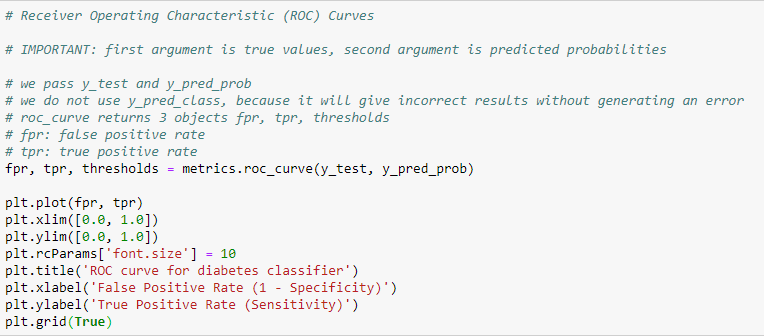 # Receiver Operating Characteristic (ROC) Curves
# IMPORTANT: first argument is true values, second argument is predicted probabilities
# we pass y_test and y_pred_prob
# we do not use y_pred_class, because it will give incorrect results without generating an error
# roc_curve returns 3 objects fpr, tpr, thresholds
# fpr: false positive rate
# tpr: true positive rate
fpr, tpr, thresholds = metrics.roc_curve(y_test, y_pred_prob)
plt.plot(fpr, tpr)
plt.xlim([0.0, 1.0])
plt.ylim([0.0, 1.0])
plt.rcParams['font.size'] = 10
plt.title('ROC curve for diabetes classifier')
plt.xlabel('False Positive Rate (1 - Specificity)')
plt.ylabel('True Positive Rate (Sensitivity)')
plt.grid(True)